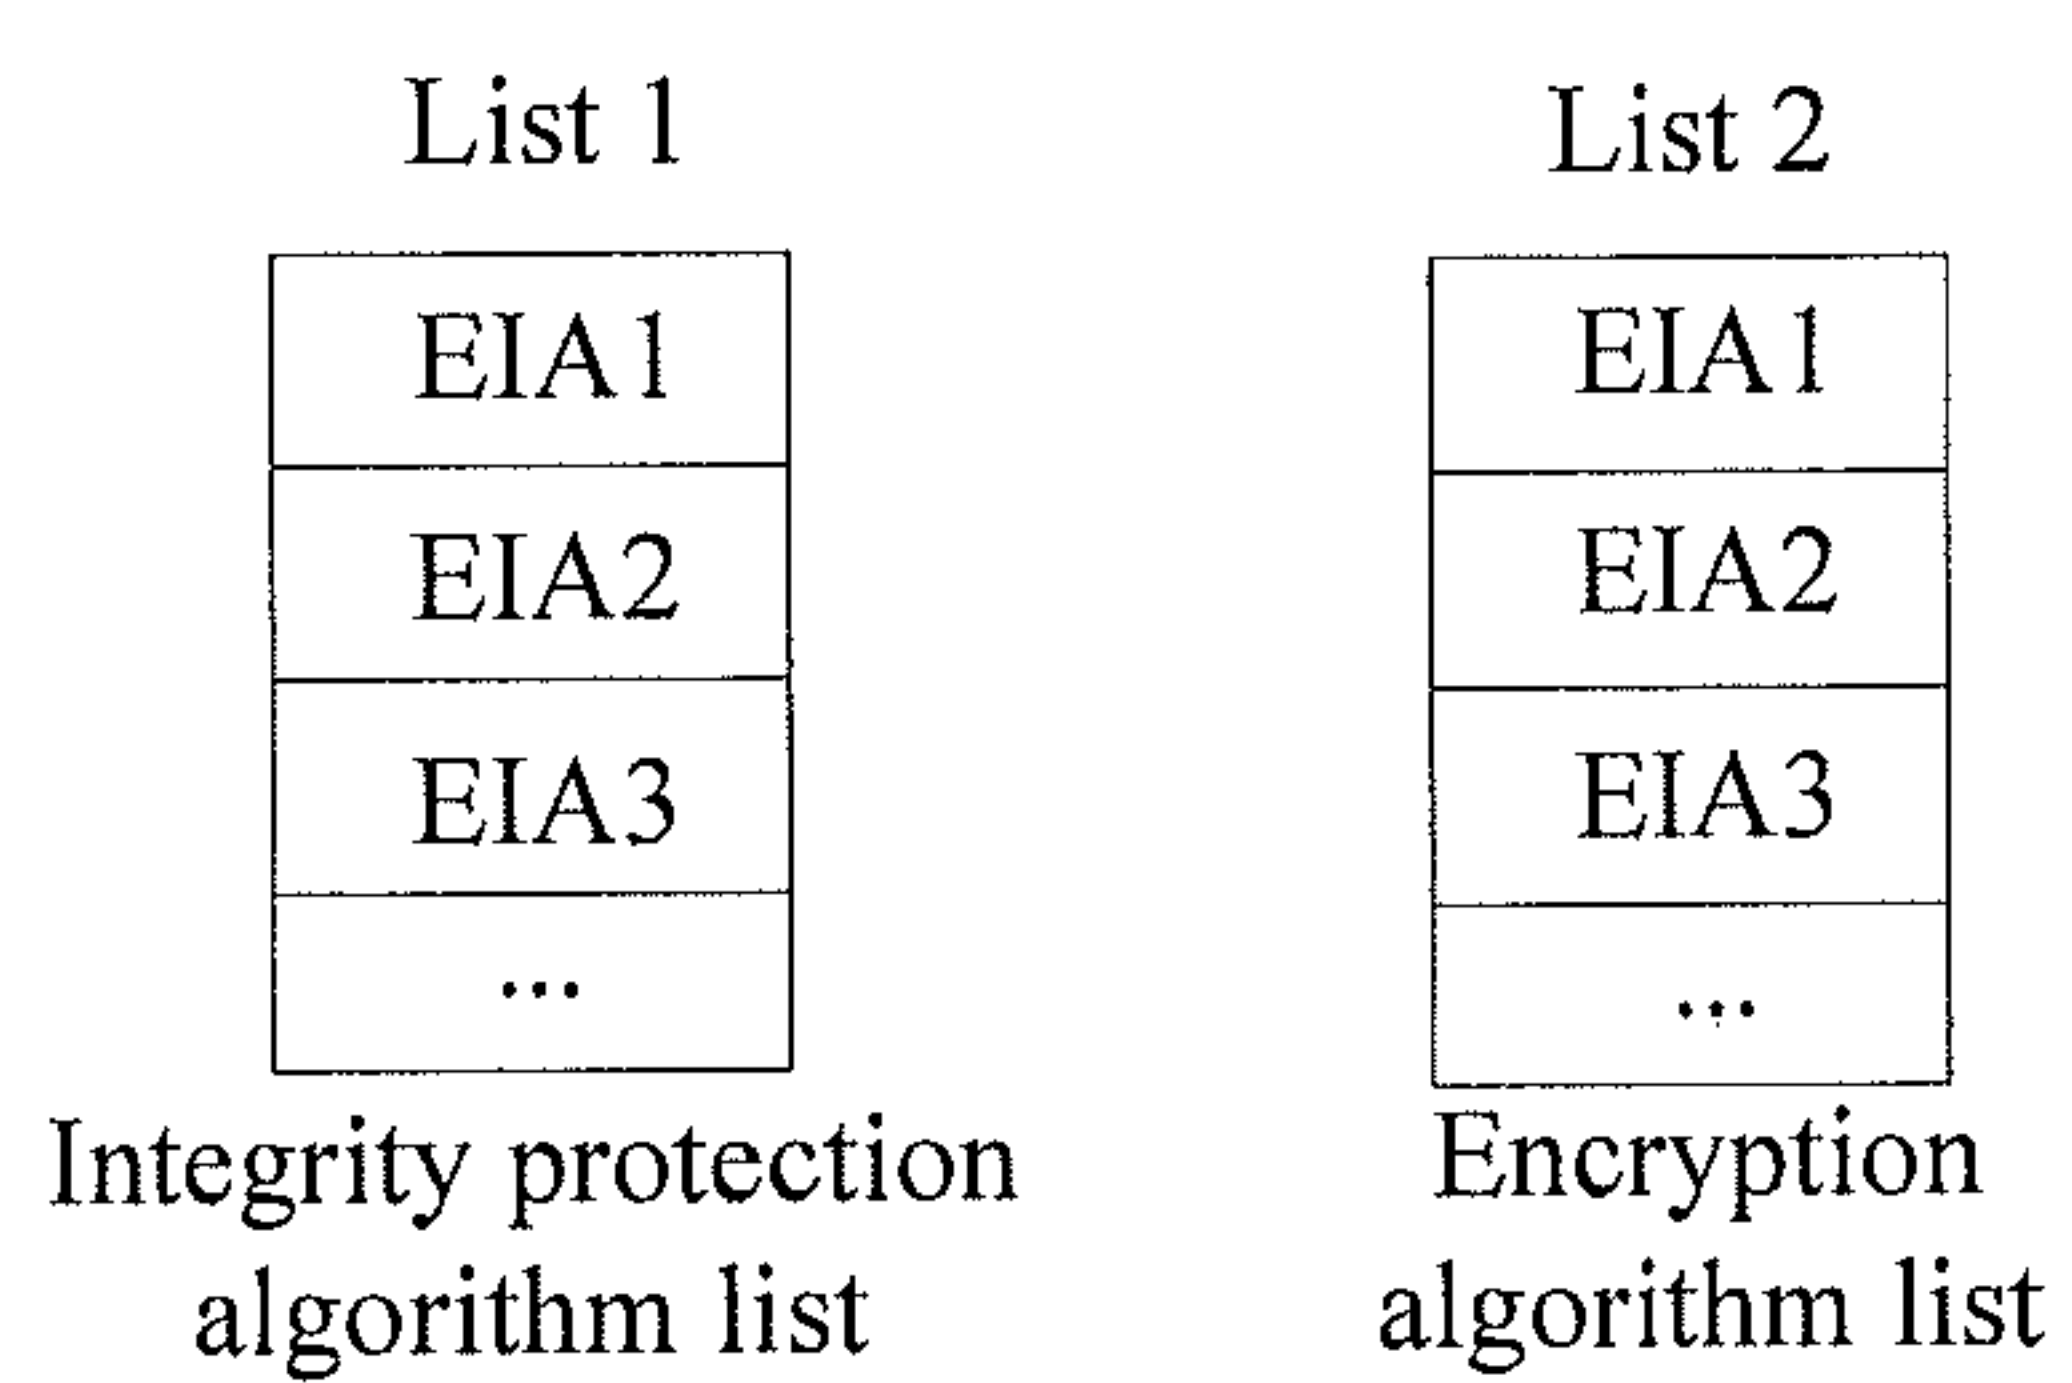 List 1
EIA1
EIA2
EIA3
...
Integrity protection
algorithm list
List 2
EIA1
EIA2
EIA3
...
Encryption
algorithm list